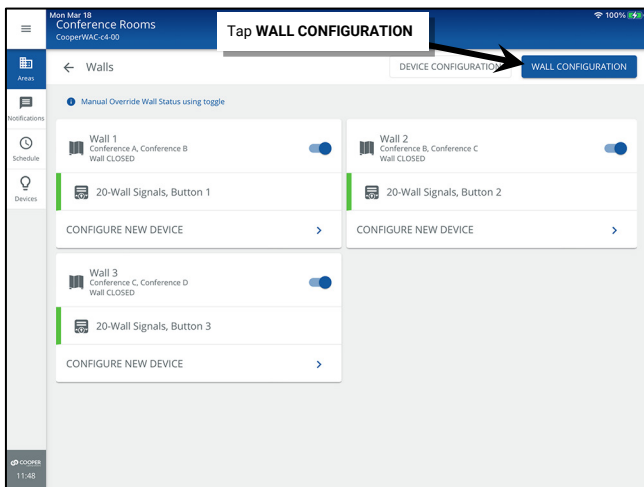 Mon Mar 18
100%
Conference Rooms
CooperWAC-c4-00
Tap WALL CONFIGURATION
Areas
Notifications
Schedule
Devices
Walls
DEVICE CONFIGURATION
WALL CONFIGURATION
Manual Override Wall Status using toggle
Wall 1
Conference A, Conference B
Wall CLOSED
20-Wall Signals, Button 1
CONFIGURE NEW DEVICE
Wall 2
Conference B, Conference C
Wall CLOSED
20-Wall Signals, Button 2
CONFIGURE NEW DEVICE
Wall 3
Conference C, Conference D
Wall CLOSED
20-Wall Signals, Button 3
CONFIGURE NEW DEVICE
COOPER
11:48